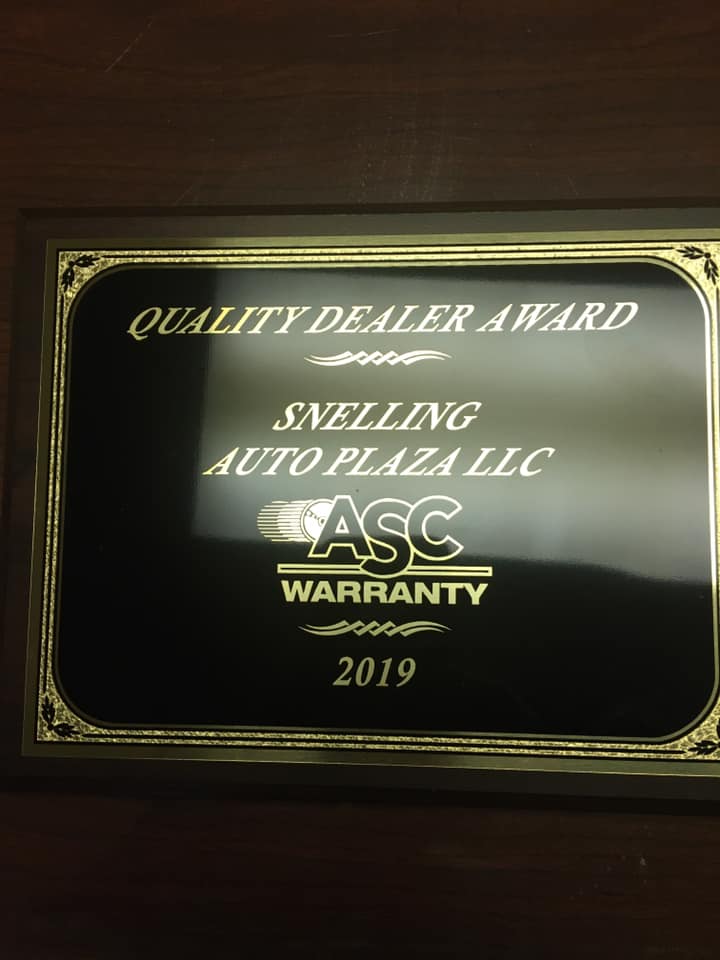 QUALITY DEALER AWARD
SNELLING
AUTO PLAZA LLC
ASC
WARRANTY
2019